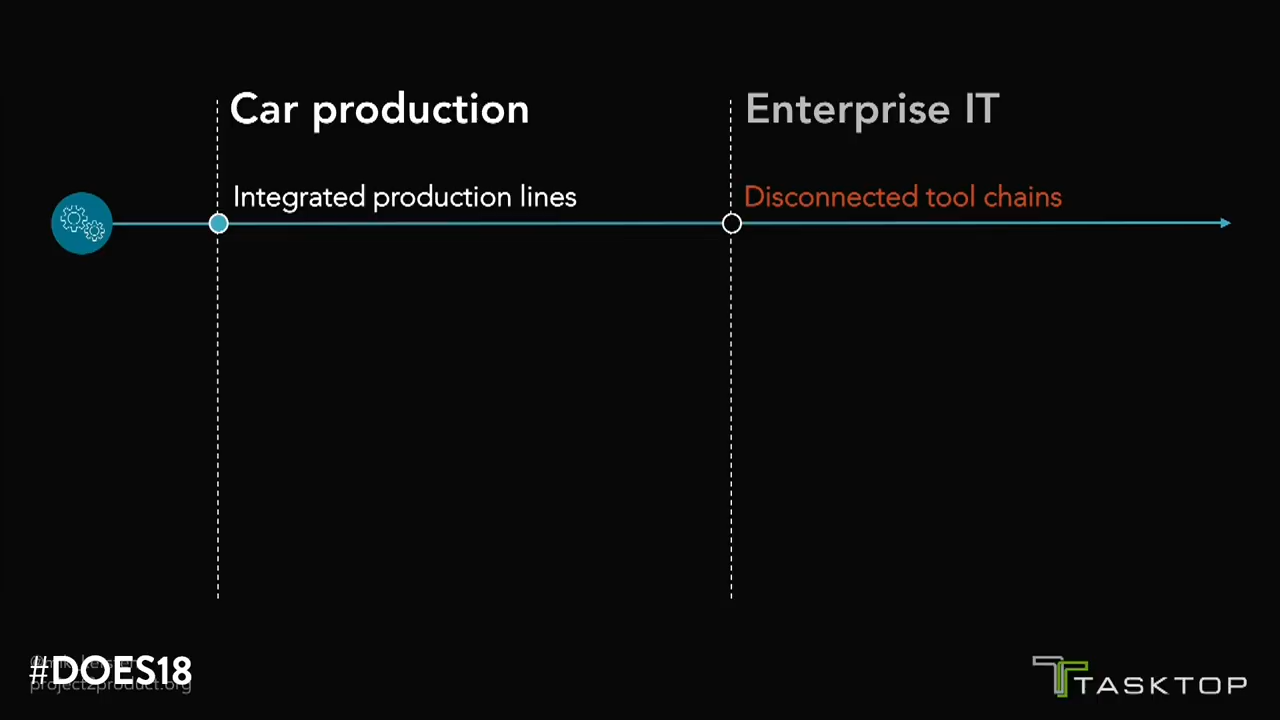 Car production
Enterprise IT
Integrated production lines
Disconnected tool chains
#DOES18
project2product.org
TASKTOP